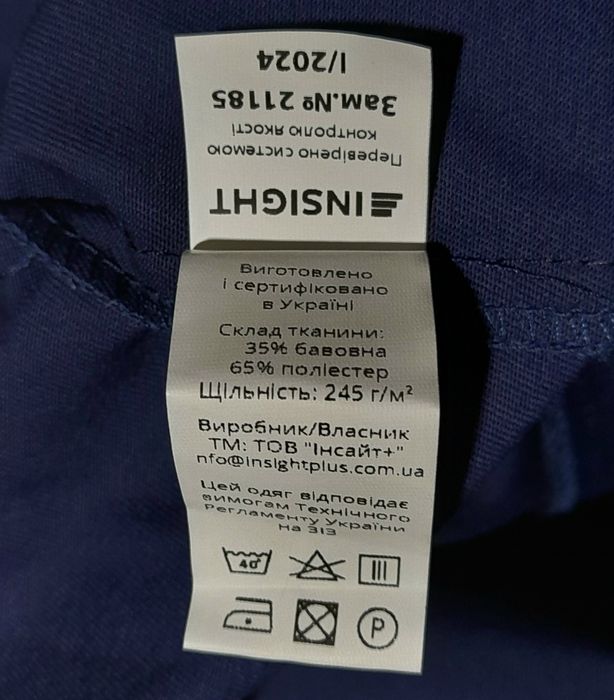 INSIGHT
Перевірено системою
контролю якості
Зам.№ 21185
I/2024
Виготовлено
і сертифіковано
в Україні
Склад тканини:
35% бавовна
65% поліестер
Щільність: 245 г/м²
Виробник/Власник
ТМ: ТОВ "Інсайт+"
nfo@insightplus.com.ua
Цей одяг відповідає
вимогам Технічного
Регламенту України
на ЗІЗ
40°
P